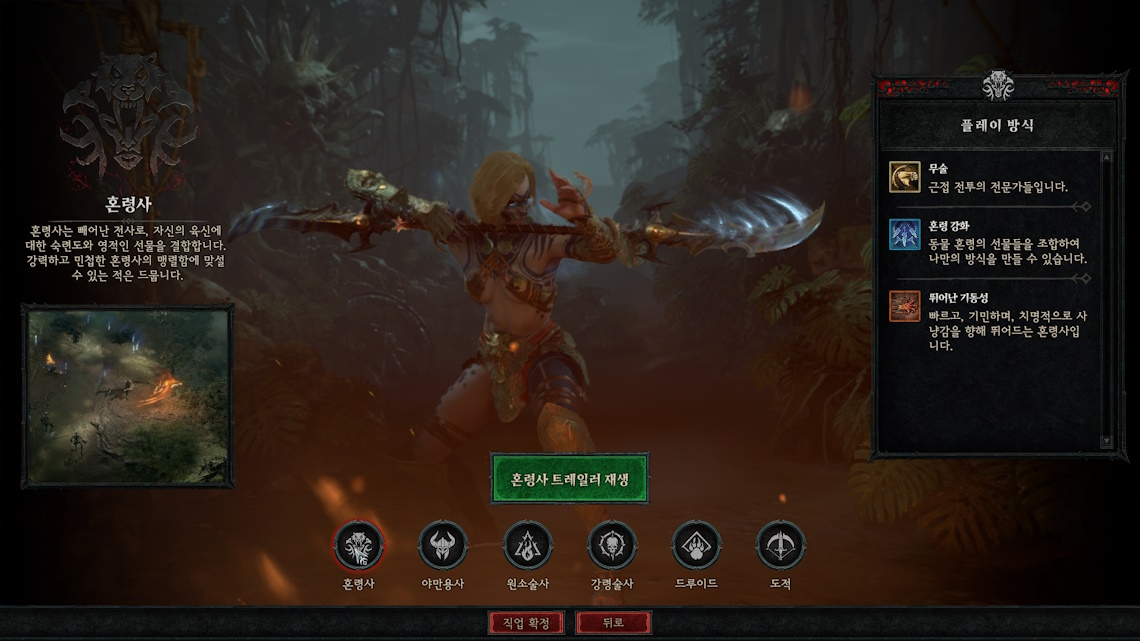 혼령사
혼령사는 빼어난 전사로, 자신의 육신에
대한 숙련도와 영적인 선물을 결합합니다.
강력하고 민첩한 혼령사의 맹렬함에 맞설
수 있는 적은 드뭅니다.
플레이 방식
무술
근접 전투의 전문가들입니다.
혼령 강화
동물 혼령의 선물들을 조합하여
나만의 방식을 만들 수 있습니다.
뛰어난 기동성
빠르고, 기민하며, 치명적으로 사
냥감을 향해 뛰어드는 혼령사입
니다.
혼령사 트레일러 재생
혼령사
야만용사
원소술사
강령술사
드루이드
도적
직업 확정
뒤로